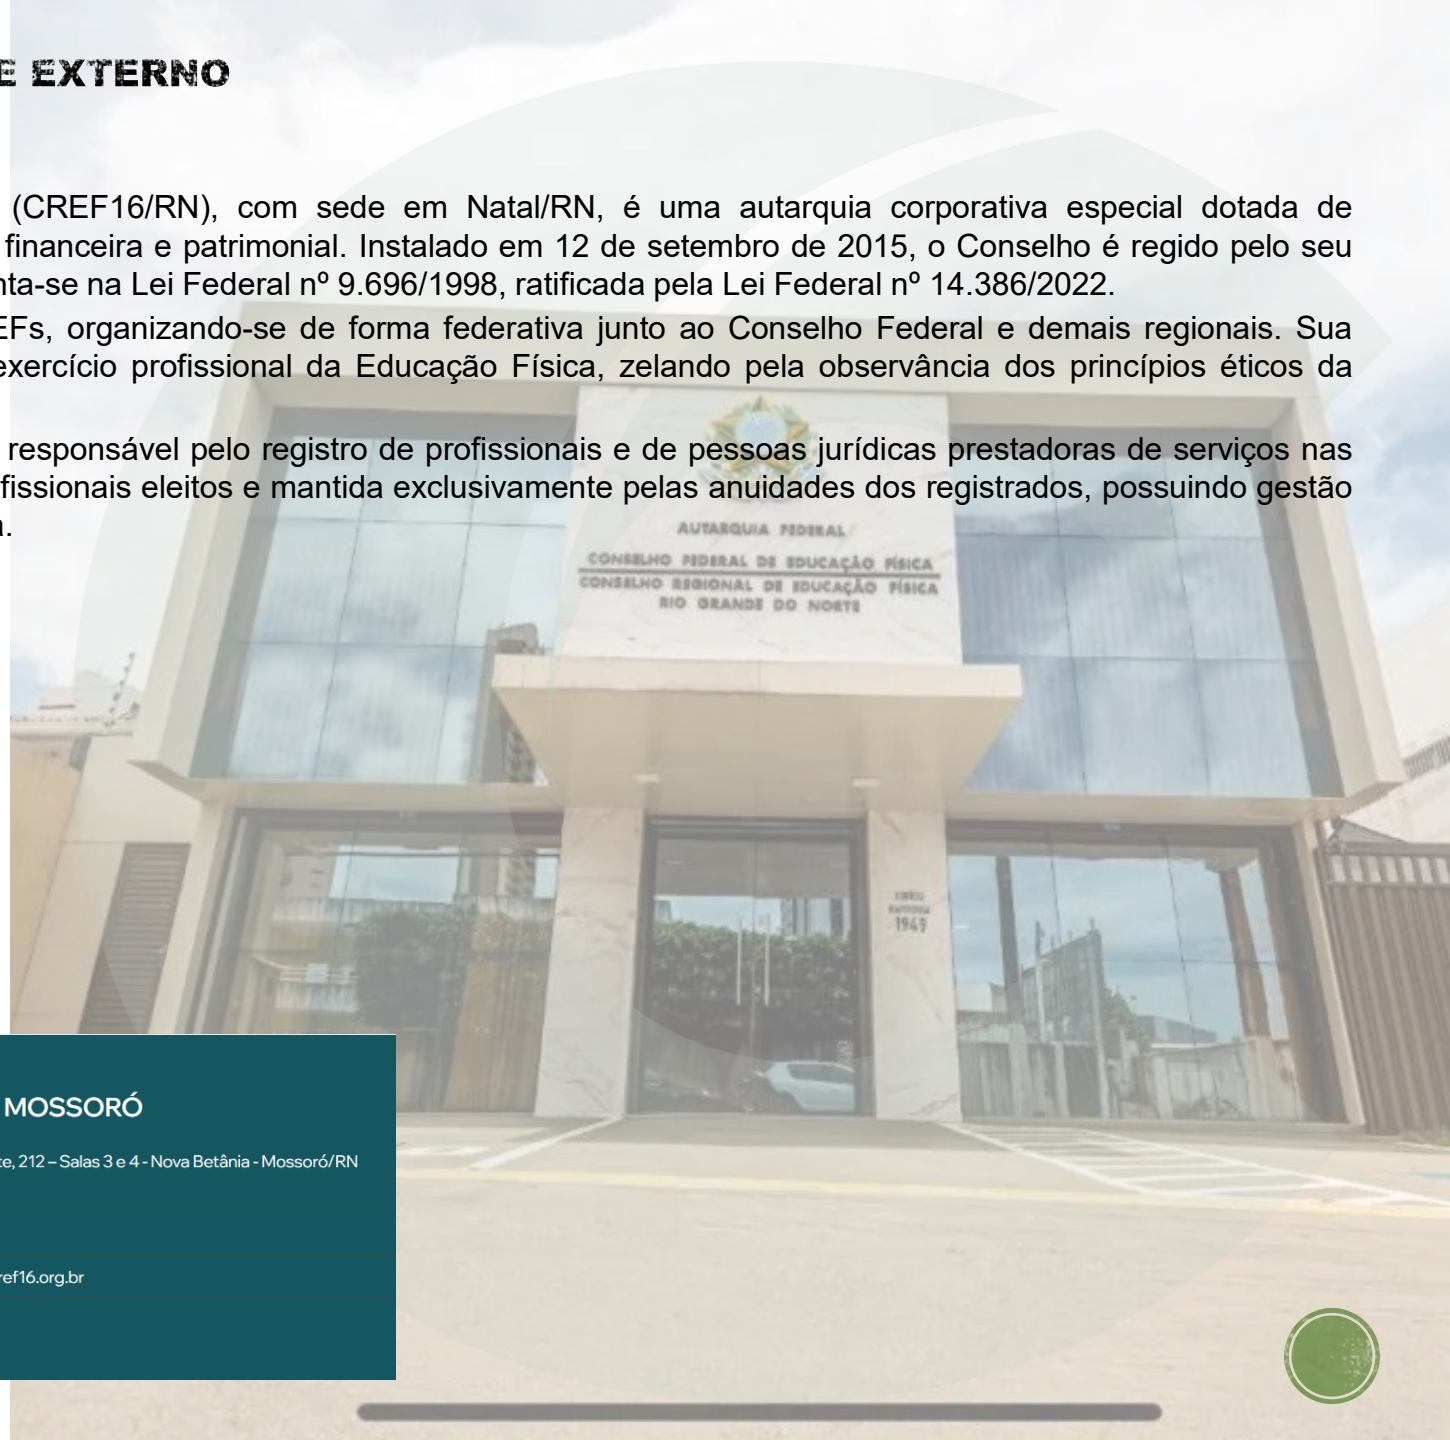 E EXTERNO
(CREF16/RN), com sede em Natal/RN, é uma autarquia corporativa especial dotada de
financeira e patrimonial. Instalado em 12 de setembro de 2015, o Conselho é regido pelo seu
nta-se na Lei Federal nº 9.696/1998, ratificada pela Lei Federal nº 14.386/2022.
EFs, organizando-se de forma federativa junto ao Conselho Federal e demais regionais. Sua
exercício profissional da Educação Física, zelando pela observância dos princípios éticos da
responsável pelo registro de profissionais e de pessoas jurídicas prestadoras de serviços nas
fissionais eleitos e mantida exclusivamente pelas anuidades dos registrados, possuindo gestão
a.
AUTARQUIA FEDERAL
CONSELHO FEDERAL DE EDUCAÇÃO FÍSICA
CONSELHO REGIONAL DE EDUCAÇÃO FÍSICA
RIO GRANDE DO NORTE
1949
MOSSORÓ
te, 212 – Salas 3 e 4 - Nova Betânia - Mossoró/RN
ref16.org.br